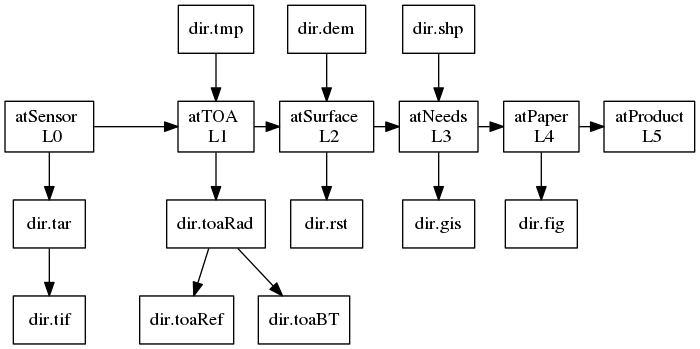 dir.tmp
dir.dem
dir.shp
atSensor
L0
atTOA
L1
atSurface
L2
atNeeds
L3
atPaper
L4
atProduct
L5
dir.tar
dir.toaRad
dir.rst
dir.gis
dir.fig
dir.tif
dir.toaRef
dir.toaBT